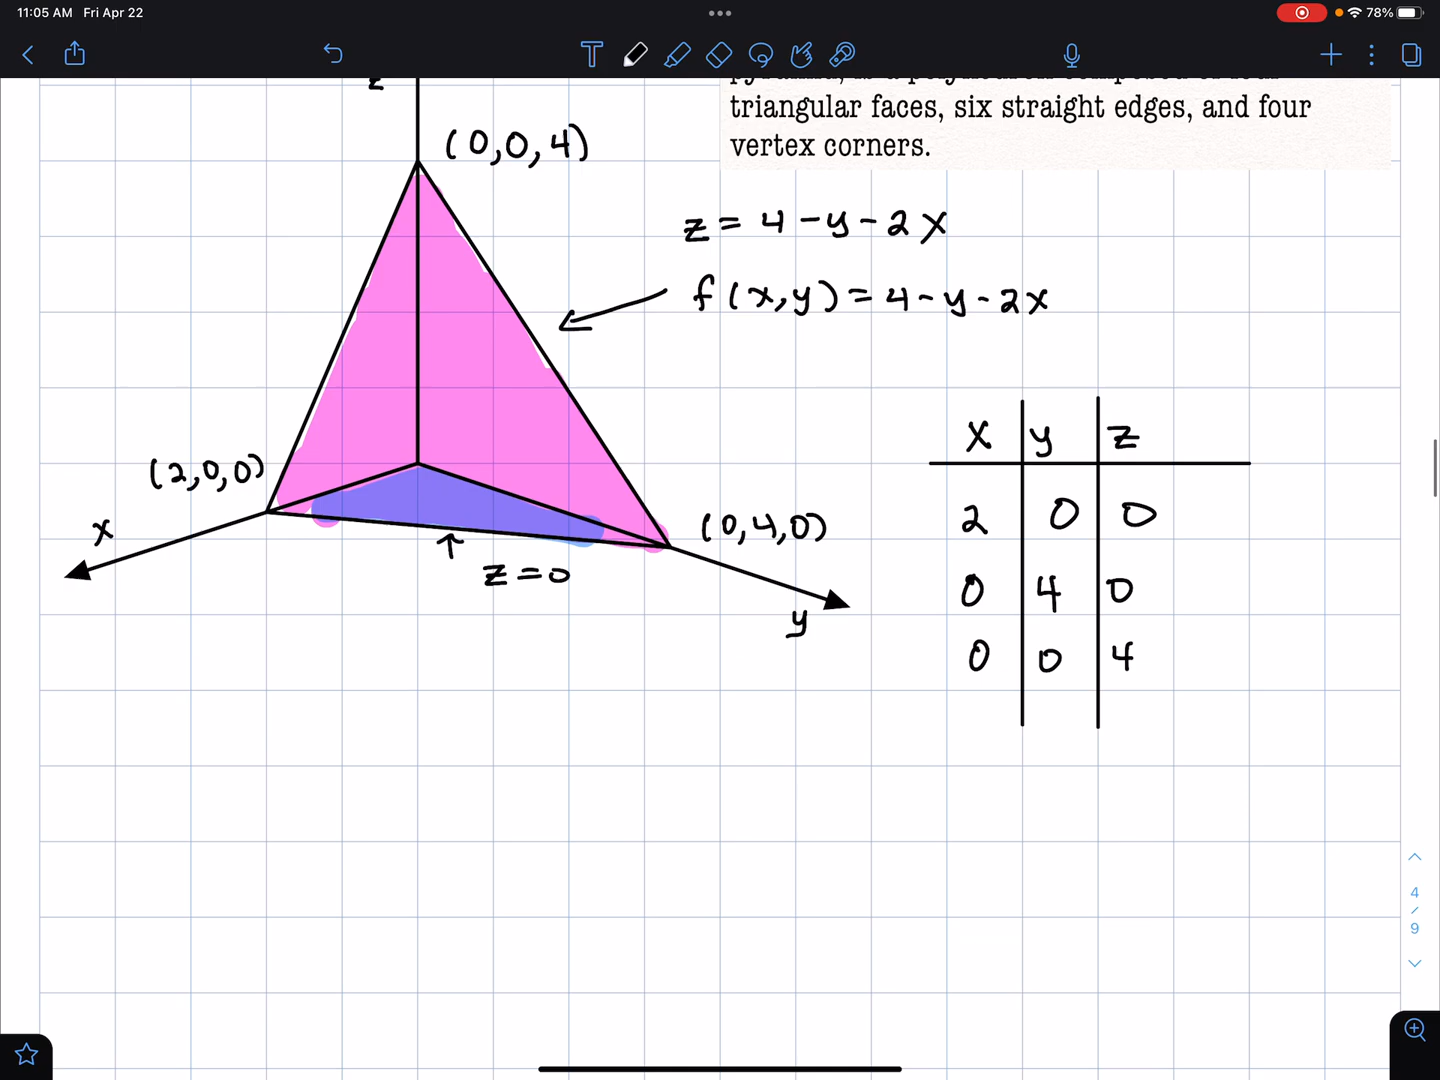 11:05 AM Fri Apr 22
78%
T
z
triangular faces, six straight edges, and four
vertex corners.
(0,0,4)
z = 4 - y - 2x
f(x,y) = 4 - y - 2x
(2,0,0)
x
(0,4,0)
z = 0
y
x y z
2 0 0
0 4 0
0 0 4
4
/
9